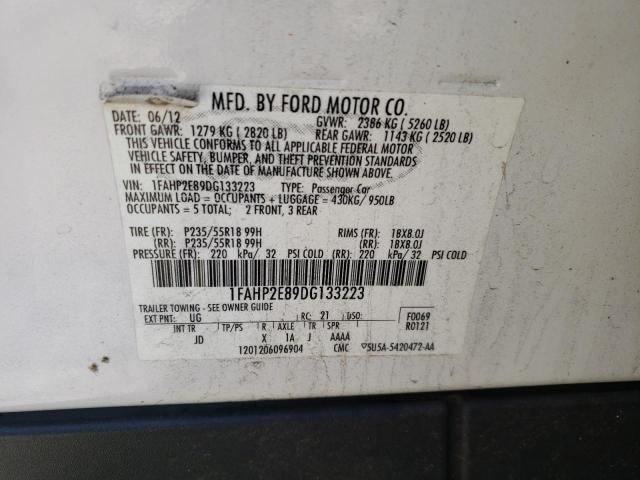 MFD. BY FORD MOTOR CO.
DATE: 06/12 GVWR: 2386 KG ( 5260 LB)
FRONT GAWR: 1279 KG ( 2820 LB) REAR GAWR: 1143 KG ( 2520 LB)
THIS VEHICLE CONFORMS TO ALL APPLICABLE FEDERAL MOTOR
VEHICLE SAFETY, BUMPER, AND THEFT PREVENTION STANDARDS
IN EFFECT ON THE DATE OF MANUFACTURE SHOWN ABOVE.
VIN: 1FAHP2E89DG133223 TYPE: Passenger Car
MAXIMUM LOAD = OCCUPANTS + LUGGAGE = 430KG/ 950LB
OCCUPANTS = 5 TOTAL; 2 FRONT, 3 REAR
TIRE (FR): P235/55R18 99H RIMS (FR): 18X8.0J
(RR): P235/55R18 99H (RR): 18X8.0J
PRESSURE (FR): 220 kPa/ 32 PSI COLD (RR): 220 kPa/ 32 PSI COLD
1FAHP2E89DG133223
TRAILER TOWING - SEE OWNER GUIDE
EXT PNT: UG RC: 21 DSO: F0069
INT TR TP/PS R AXLE TR SPR R0121
JD X 1A J AAAA
1201206096904 CMC 5U5A-5420472-AA